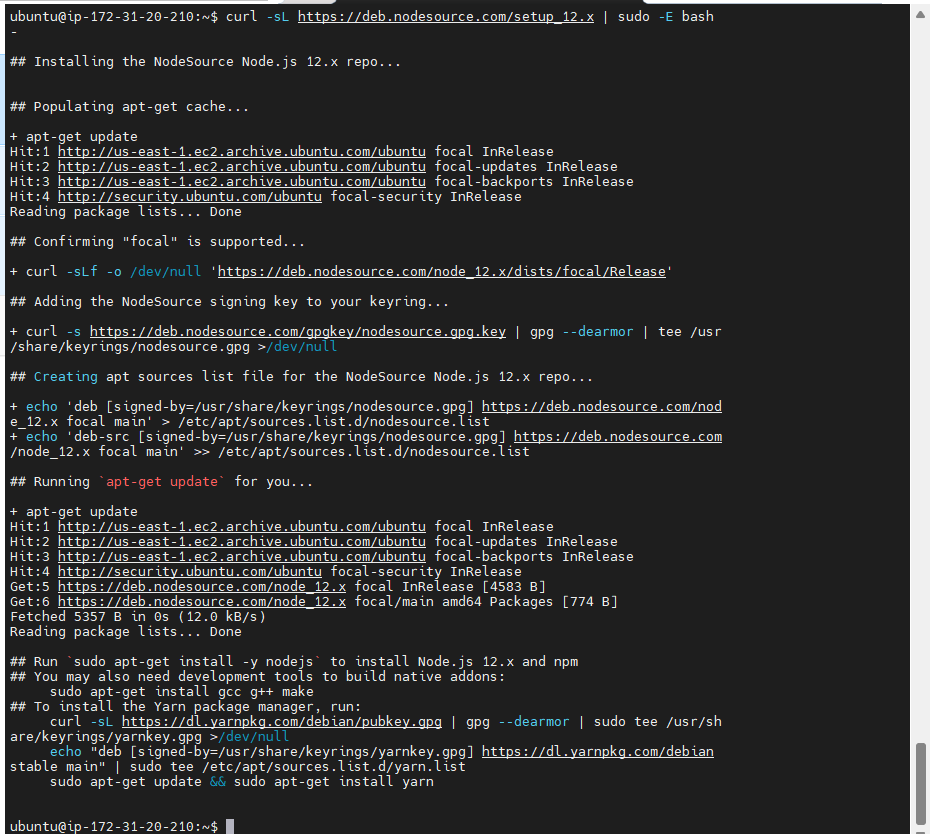 ubuntu@ip-172-31-20-210:~$ curl -sL https://deb.nodesource.com/setup_12.x | sudo -E bash
-
## Installing the NodeSource Node.js 12.x repo...
## Populating apt-get cache...
+ apt-get update
Hit:1 http://us-east-1.ec2.archive.ubuntu.com/ubuntu focal InRelease
Hit:2 http://us-east-1.ec2.archive.ubuntu.com/ubuntu focal-updates InRelease
Hit:3 http://us-east-1.ec2.archive.ubuntu.com/ubuntu focal-backports InRelease
Hit:4 http://security.ubuntu.com/ubuntu focal-security InRelease
Reading package lists... Done
## Confirming "focal" is supported...
+ curl -sLf -o /dev/null 'https://deb.nodesource.com/node_12.x/dists/focal/Release'
## Adding the NodeSource signing key to your keyring...
+ curl -s https://deb.nodesource.com/gpgkey/nodesource.gpg.key | gpg --dearmor | tee /usr
/share/keyrings/nodesource.gpg >/dev/null
## Creating apt sources list file for the NodeSource Node.js 12.x repo...
+ echo 'deb [signed-by=/usr/share/keyrings/nodesource.gpg] https://deb.nodesource.com/nod
e_12.x focal main' > /etc/apt/sources.list.d/nodesource.list
+ echo 'deb-src [signed-by=/usr/share/keyrings/nodesource.gpg] https://deb.nodesource.com
/node_12.x focal main' >> /etc/apt/sources.list.d/nodesource.list
## Running `apt-get update` for you...
+ apt-get update
Hit:1 http://us-east-1.ec2.archive.ubuntu.com/ubuntu focal InRelease
Hit:2 http://us-east-1.ec2.archive.ubuntu.com/ubuntu focal-updates InRelease
Hit:3 http://us-east-1.ec2.archive.ubuntu.com/ubuntu focal-backports InRelease
Hit:4 http://security.ubuntu.com/ubuntu focal-security InRelease
Get:5 https://deb.nodesource.com/node_12.x focal InRelease [4583 B]
Get:6 https://deb.nodesource.com/node_12.x focal/main amd64 Packages [774 B]
Fetched 5357 B in 0s (12.0 kB/s)
Reading package lists... Done
## Run `sudo apt-get install -y nodejs` to install Node.js 12.x and npm
## You may also need development tools to build native addons:
sudo apt-get install gcc g++ make
## To install the Yarn package manager, run:
curl -sL https://dl.yarnpkg.com/debian/pubkey.gpg | gpg --dearmor | sudo tee /usr/sh
are/keyrings/yarnkey.gpg >/dev/null
echo "deb [signed-by=/usr/share/keyrings/yarnkey.gpg] https://dl.yarnpkg.com/debian
stable main" | sudo tee /etc/apt/sources.list.d/yarn.list
sudo apt-get update && sudo apt-get install yarn
ubuntu@ip-172-31-20-210:~$